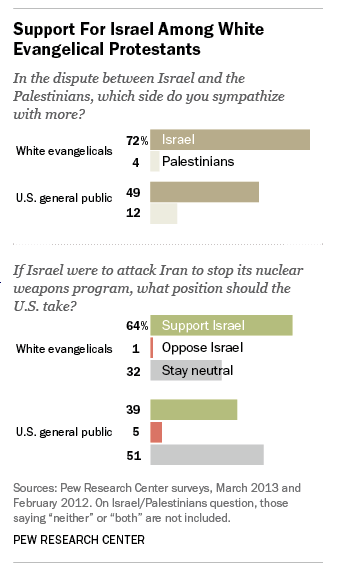 Support For Israel Among White
Evangelical Protestants
In the dispute between Israel and the
Palestinians, which side do you sympathize
with more?
White evangelicals
72% Israel
4 Palestinians
U.S. general public
49
12
If Israel were to attack Iran to stop its nuclear
weapons program, what position should the
U.S. take?
64% Support Israel
White evangelicals 1 Oppose Israel
32 Stay neutral
39
U.S. general public 5
51
Sources: Pew Research Center surveys, March 2013 and
February 2012. On Israel/Palestinians question, those
saying “neither” or “both” are not included.
PEW RESEARCH CENTER